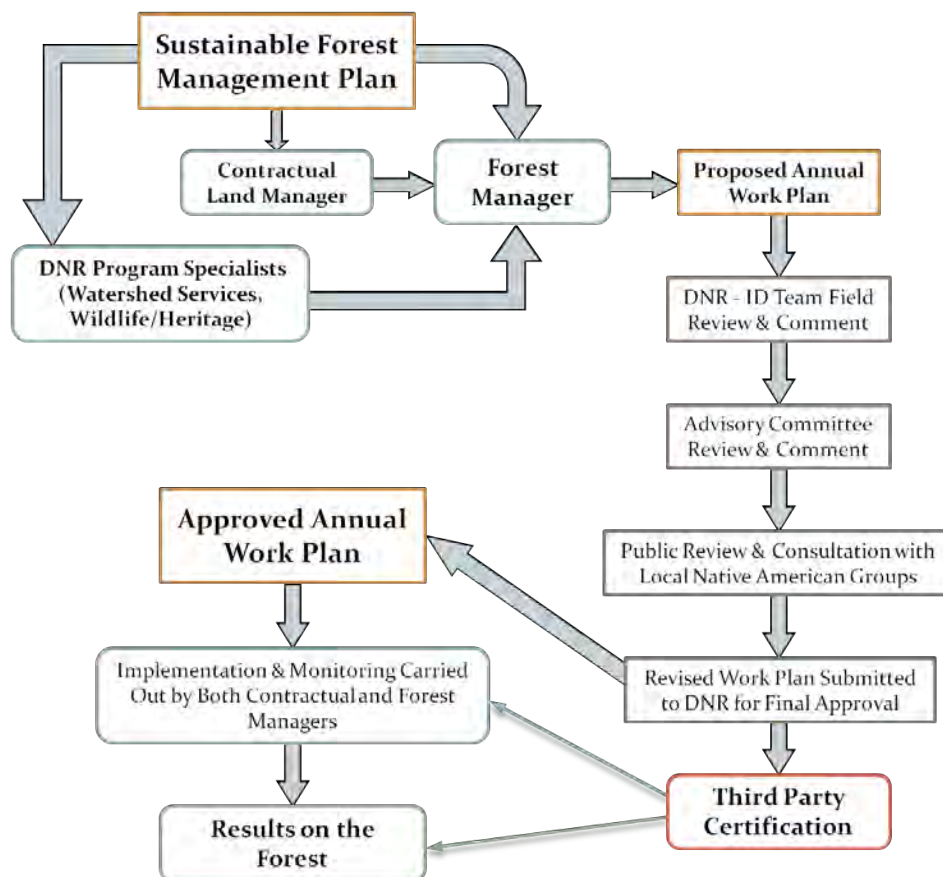 Sustainable Forest
Management Plan
Contractual
Land Manager
Forest
Manager
Proposed Annual
Work Plan
DNR Program Specialists
(Watershed Services,
Wildlife/Heritage)
DNR - ID Team Field
Review & Comment
Advisory Committee
Review & Comment
Public Review & Consultation with
Local Native American Groups
Revised Work Plan Submitted
to DNR for Final Approval
Third Party
Certification
Approved Annual
Work Plan
Implementation & Monitoring Carried
Out by Both Contractual and Forest
Managers
Results on the
Forest